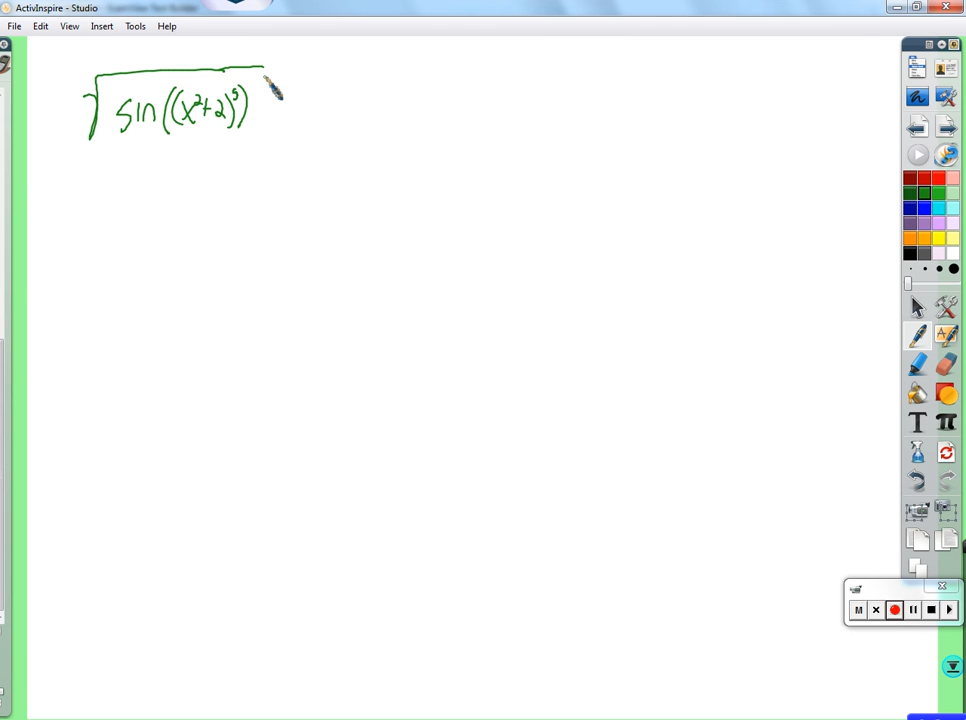 ActivInspire - Studio
File Edit View Insert Tools Help
√sin((x²+2)⁵)
M
T π